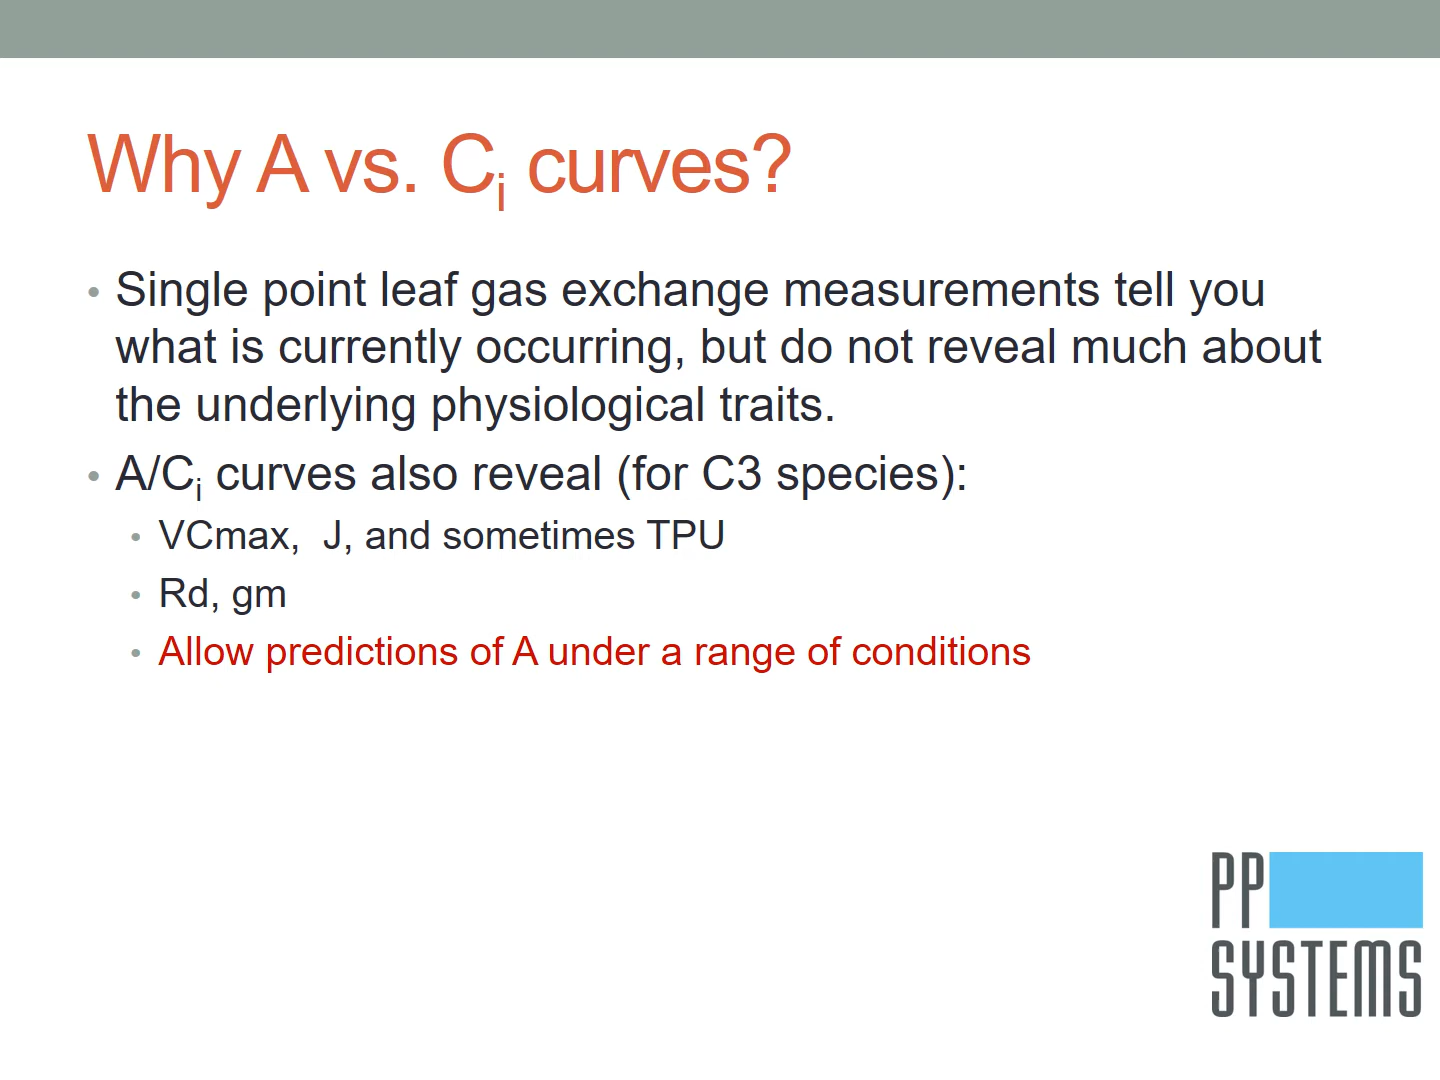 Why A vs. Ci curves?
• Single point leaf gas exchange measurements tell you
what is currently occurring, but do not reveal much about
the underlying physiological traits.
• A/Ci curves also reveal (for C3 species):
• VCmax,  J, and sometimes TPU
• Rd, gm
• Allow predictions of A under a range of conditions
PP
SYSTEMS